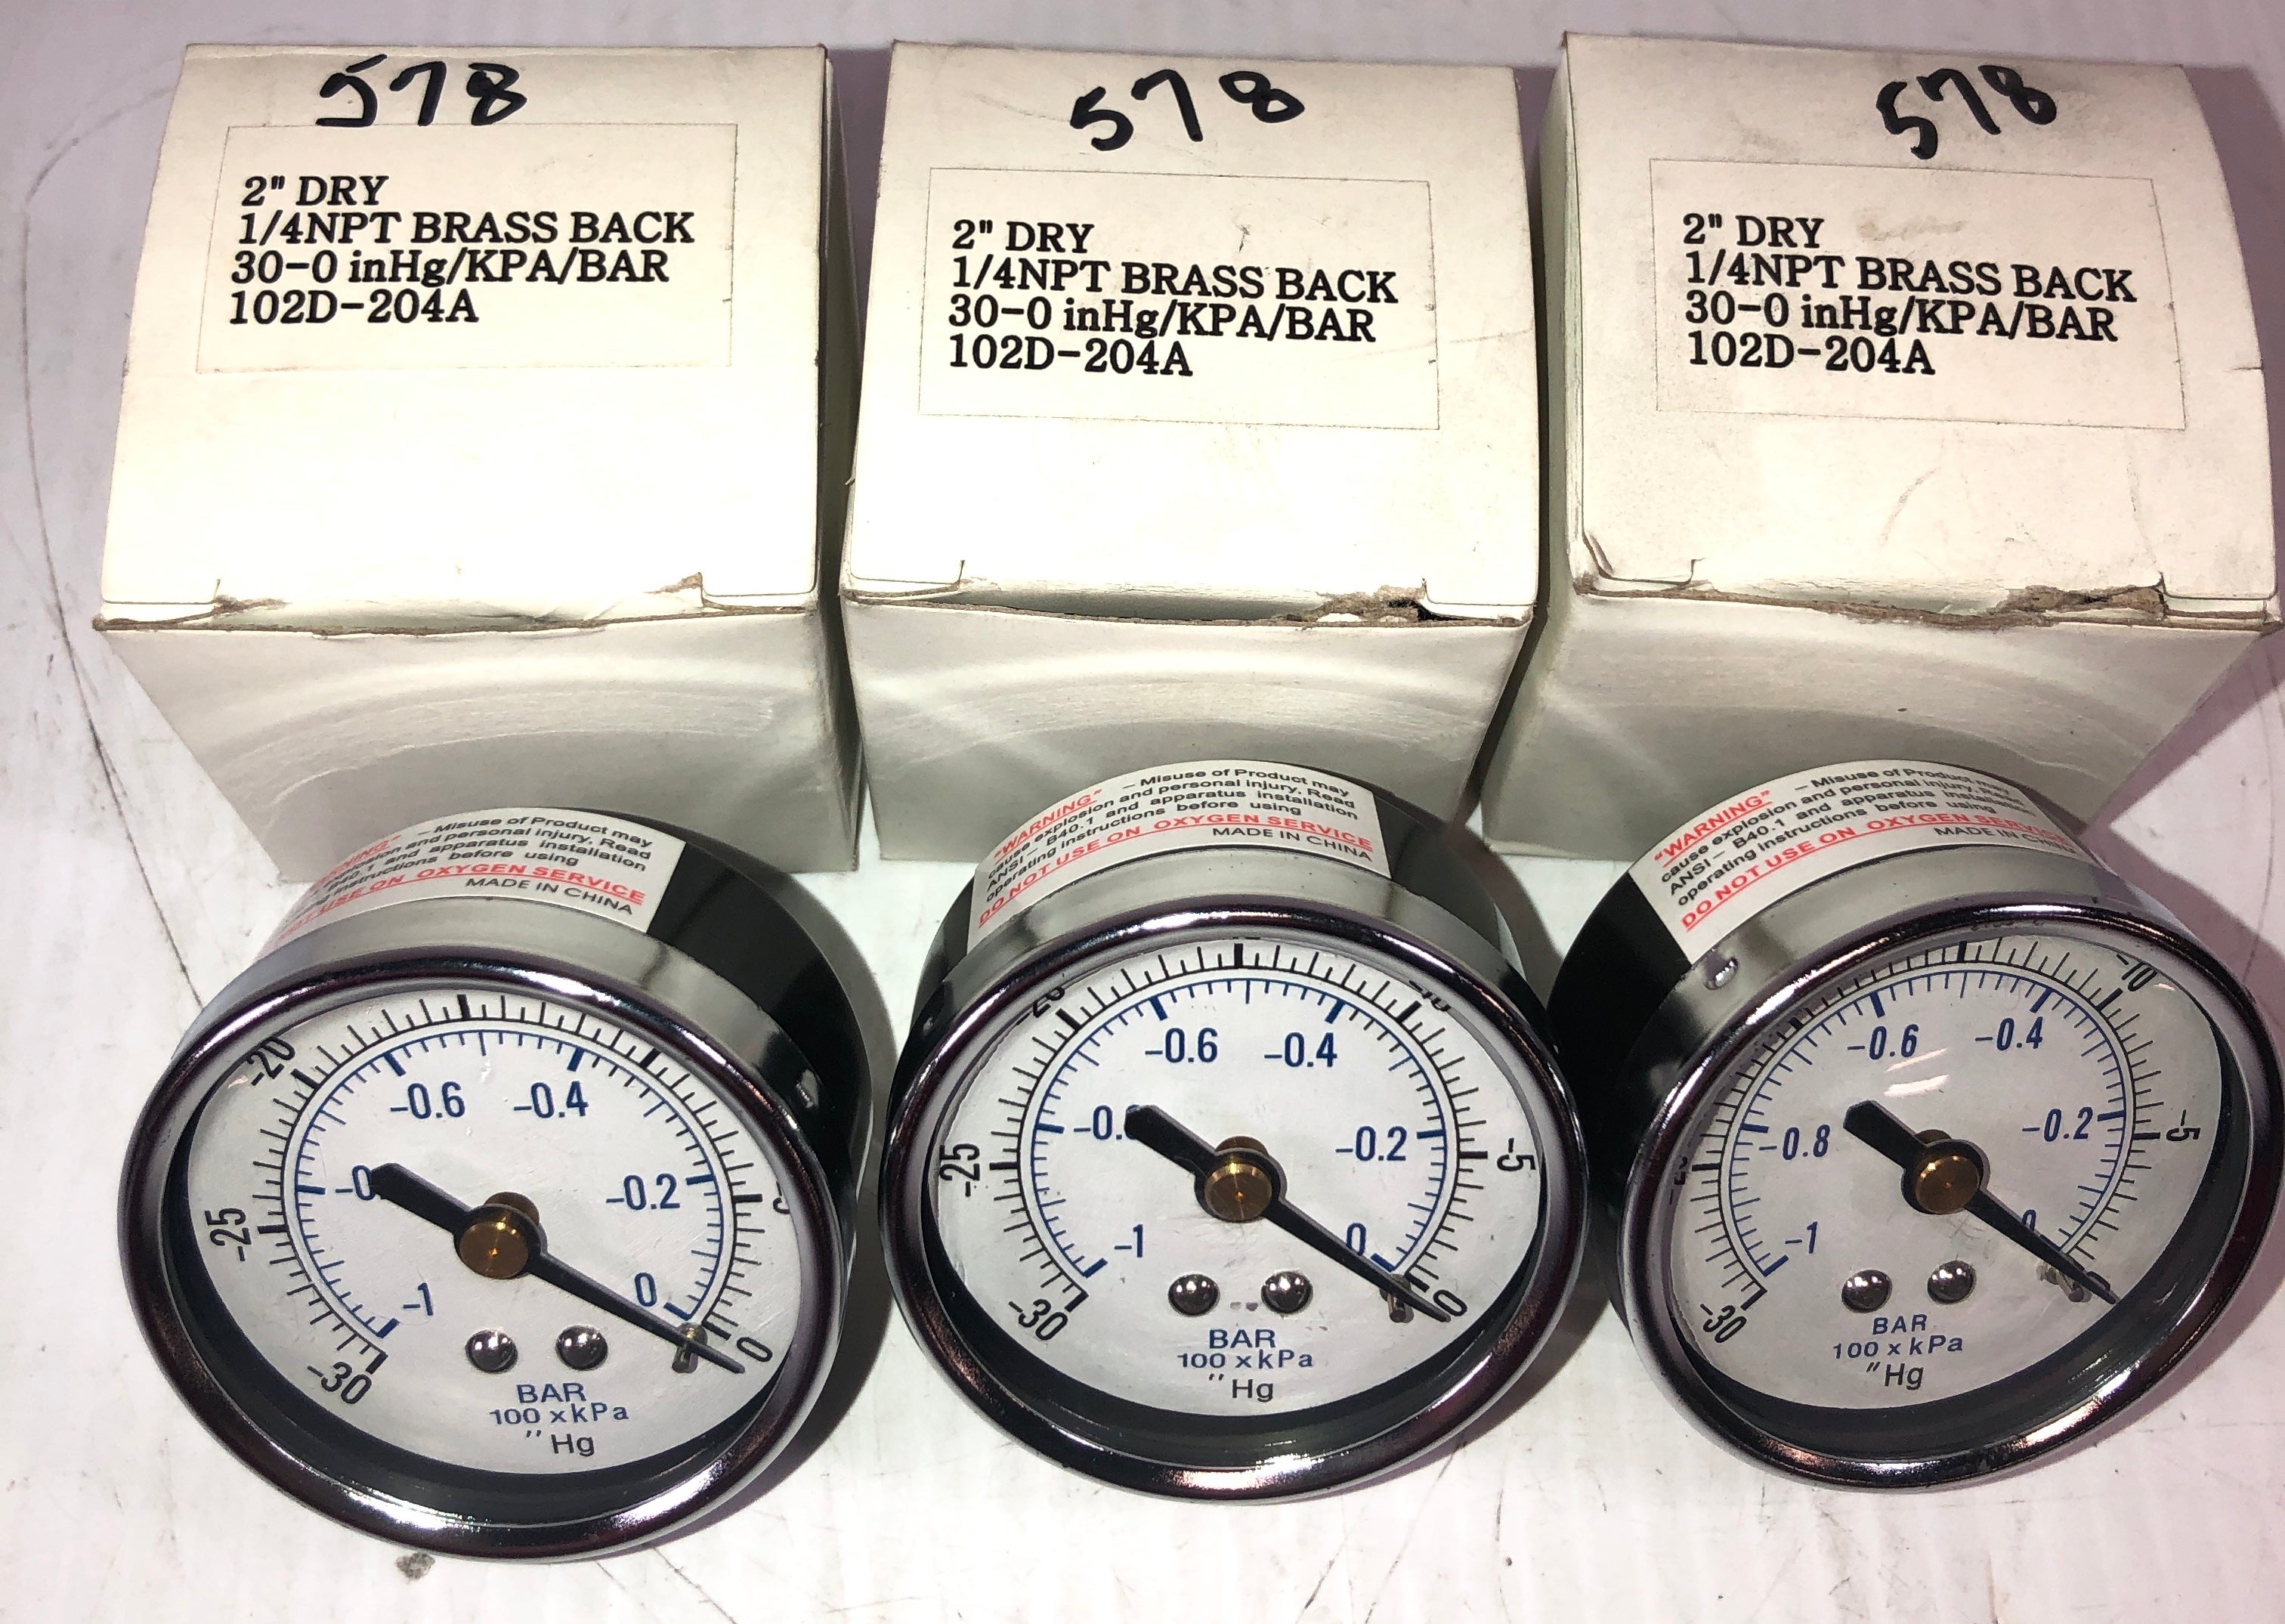 578
2" DRY
1/4NPT BRASS BACK
30-0 inHg/KPA/BAR
102D-204A
578
2" DRY
1/4NPT BRASS BACK
30-0 inHg/KPA/BAR
102D-204A
578
2" DRY
1/4NPT BRASS BACK
30-0 inHg/KPA/BAR
102D-204A
– Misuse of Product may
and personal injury. Read
and apparatus installation
instructions before using
USE ON OXYGEN SERVICE
MADE IN CHINA
-20
-0.6 -0.4
-0.2
-25
-1 0
-30 0
BAR
100 x kPa
"Hg
"WARNING" – Misuse of Product may
cause explosion and personal injury. Read
ANSI – B40.1 and apparatus installation
operating instructions before using
DO NOT USE ON OXYGEN SERVICE
MADE IN CHINA
-20 -10
-0.6 -0.4
-0.2
-25 -5
-1 0
-30 0
BAR
100 x kPa
"Hg
"WARNING" – Misuse of Product may
cause explosion and personal injury. Read
ANSI – B40.1 and apparatus
operating instructions before using
DO NOT USE ON OXYGEN SERVICE
MADE IN CHINA
-10
-0.6 -0.4
-0.8 -0.2 -5
-1 0
-30
BAR
100 x kPa
"Hg